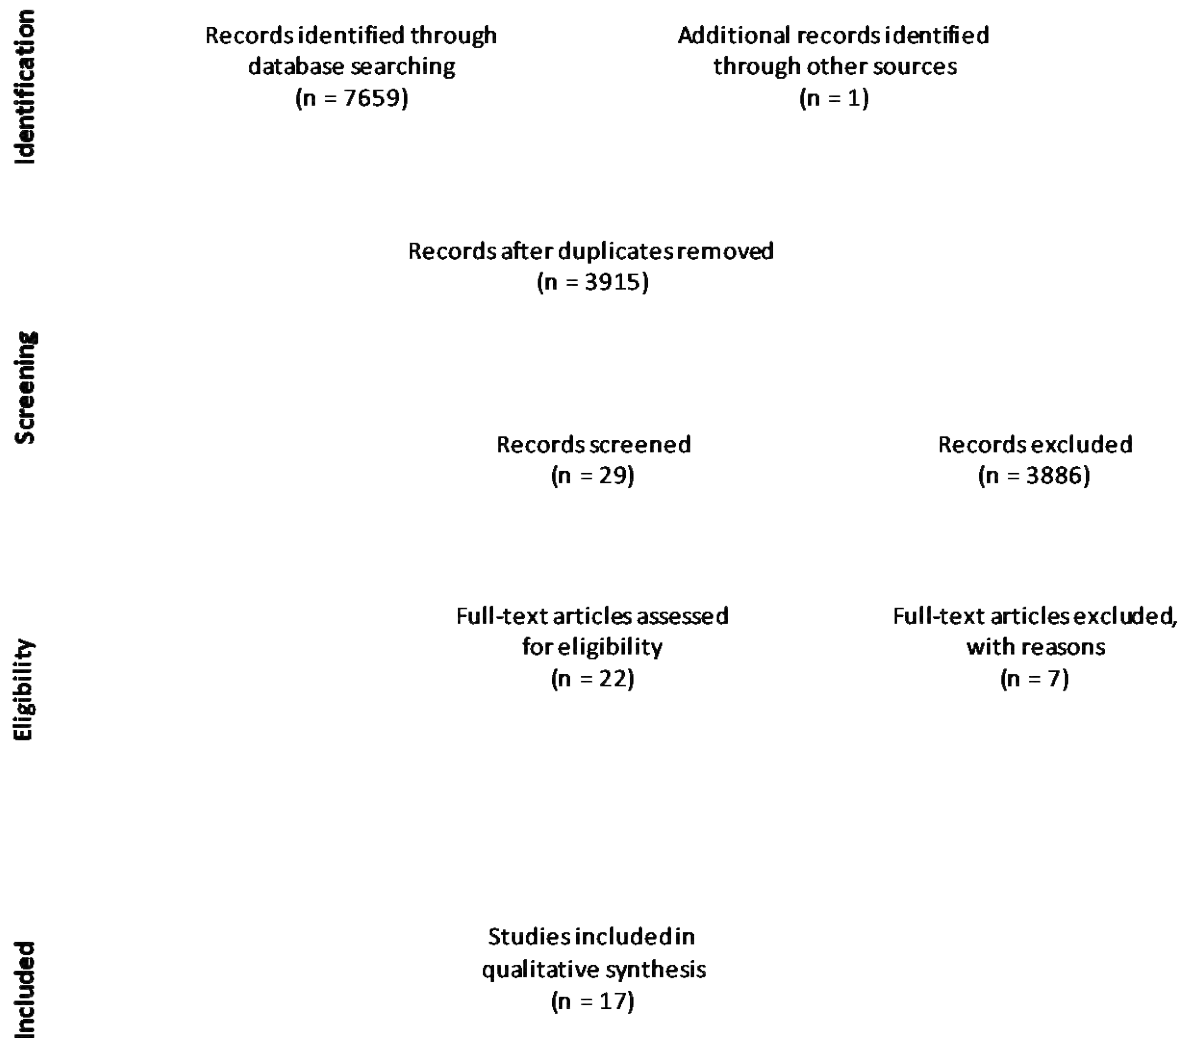 Identification
Records identified through
database searching
(n = 7659)
Additional records identified
through other sources
(n = 1)
Records after duplicates removed
(n = 3915)
Screening
Records screened
(n = 29)
Records excluded
(n = 3886)
Eligibility
Full-text articles assessed
for eligibility
(n = 22)
Full-text articles excluded,
with reasons
(n = 7)
Included
Studies included in
qualitative synthesis
(n = 17)